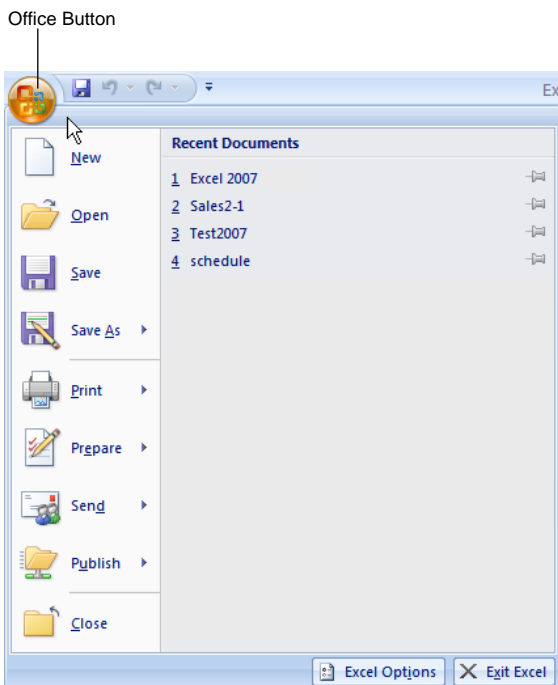 Office Button
Ex
Recent Documents
1 Excel 2007
2 Sales2-1
3 Test2007
4 schedule
New
Open
Save
Save As
Print
Prepare
Send
Publish
Close
Excel Options
Exit Excel